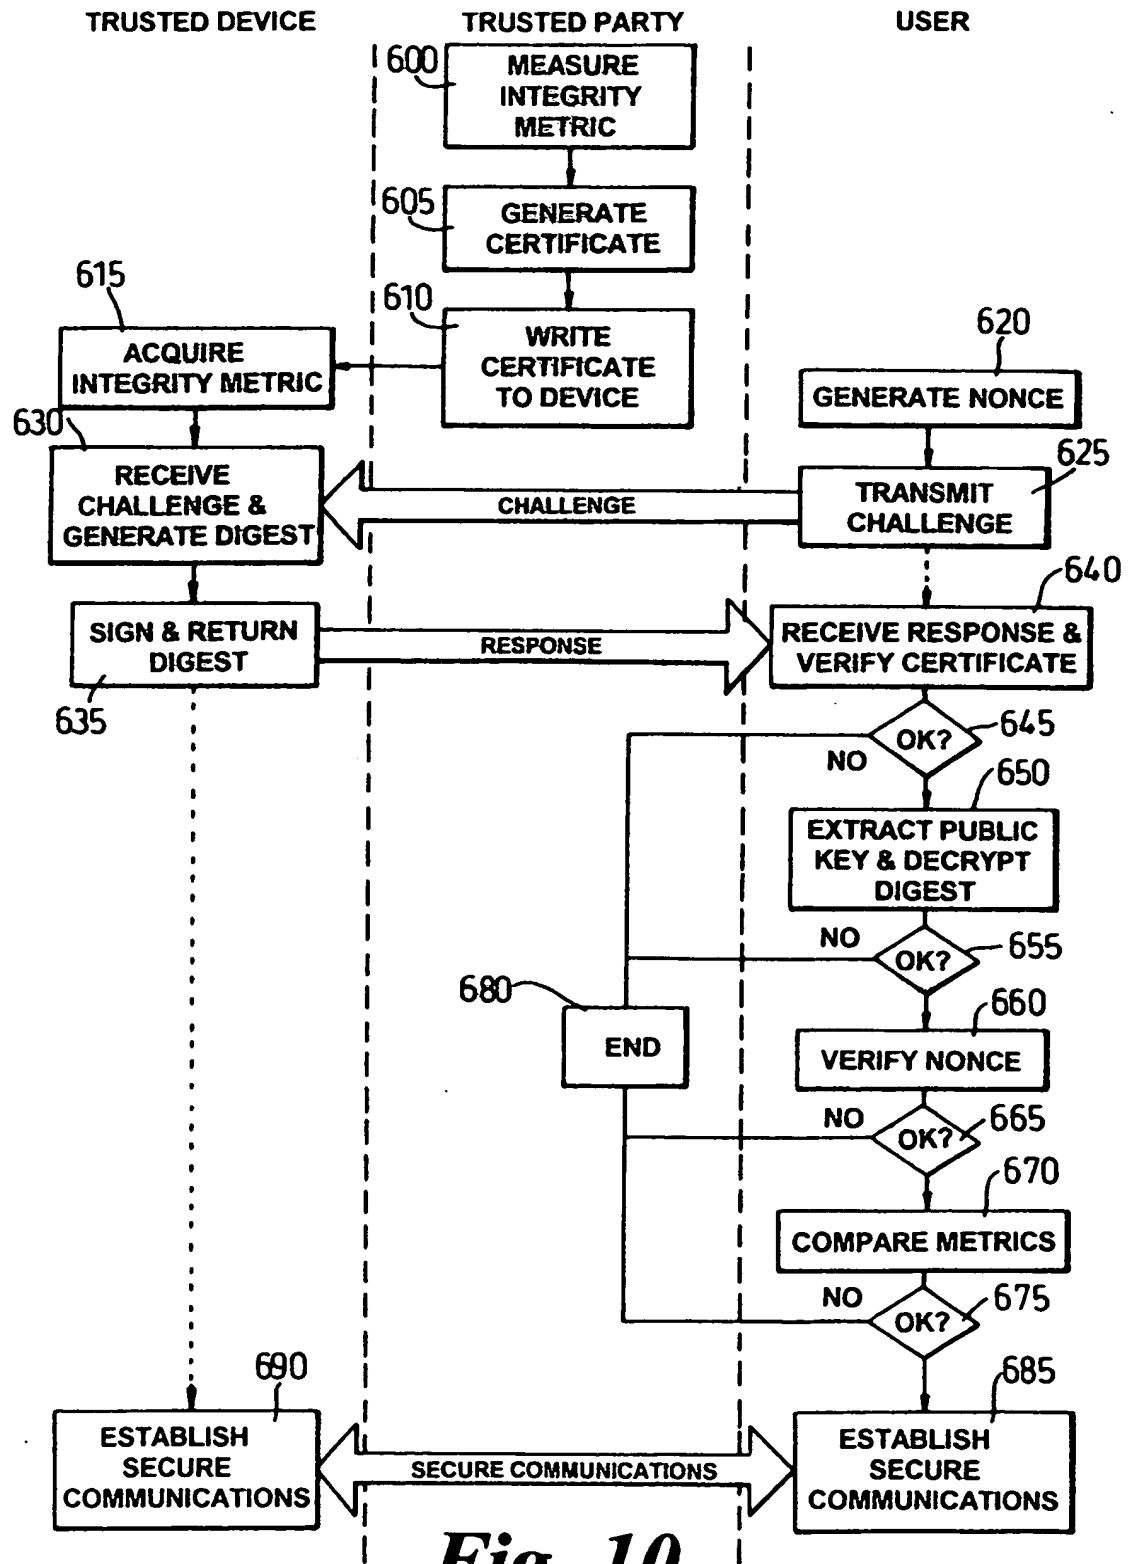 TRUSTED DEVICE
TRUSTED PARTY
USER
600
MEASURE
INTEGRITY
METRIC
605
GENERATE
CERTIFICATE
610
WRITE
CERTIFICATE
TO DEVICE
615
ACQUIRE
INTEGRITY METRIC
620
GENERATE NONCE
625
TRANSMIT
CHALLENGE
CHALLENGE
630
RECEIVE
CHALLENGE &
GENERATE DIGEST
635
SIGN & RETURN
DIGEST
RESPONSE
640
RECEIVE RESPONSE &
VERIFY CERTIFICATE
645
OK?
NO
650
EXTRACT PUBLIC
KEY & DECRYPT
DIGEST
655
OK?
NO
660
VERIFY NONCE
665
OK?
NO
670
COMPARE METRICS
675
OK?
NO
680
END
685
ESTABLISH
SECURE
COMMUNICATIONS
690
ESTABLISH
SECURE
COMMUNICATIONS
SECURE COMMUNICATIONS
Fig. 10